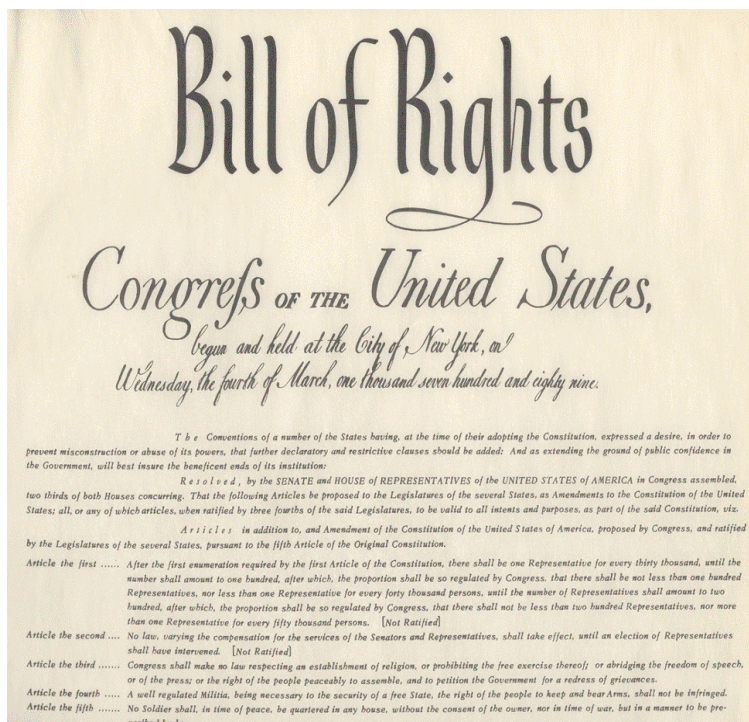 Bill of Rights
Congreſs OF THE United States,
begun and held at the City of New York, on
Wednesday, the fourth of March, one thousand seven hundred and eighty nine.
The Conventions of a number of the States having, at the time of their adopting the Constitution, expressed a desire, in order to
prevent misconstruction or abuse of its powers, that further declaratory and restrictive clauses should be added: And as extending the ground of public confidence in
the Government, will best insure the beneficent ends of its institution:
Resolved, by the SENATE and HOUSE of REPRESENTATIVES of the UNITED STATES of AMERICA in Congress assembled,
two thirds of both Houses concurring. That the following Articles be proposed to the Legislatures of the several States, as Amendments to the Constitution of the United
States; all, or any of which articles, when ratified by three fourths of the said Legislatures, to be valid to all intents and purposes, as part of the said Constitution, viz.
Articles in addition to, and Amendment of the Constitution of the United States of America, proposed by Congress, and ratified
by the Legislatures of the several States, pursuant to the fifth Article of the Original Constitution.
Article the first ...... After the first enumeration required by the first Article of the Constitution, there shall be one Representative for every thirty thousand, until the
number shall amount to one hundred, after which, the proportion shall be so regulated by Congress, that there shall be not less than one hundred
Representatives, nor less than one Representative for every forty thousand persons, until the number of Representatives shall amount to two
hundred, after which, the proportion shall be so regulated by Congress, that there shall not be less than two hundred Representatives, nor more
than one Representative for every fifty thousand persons. [Not Ratified]
Article the second .... No law, varying the compensation for the services of the Senators and Representatives, shall take effect, until an election of Representatives
shall have intervened. [Not Ratified]
Article the third ....... Congress shall make no law respecting an establishment of religion, or prohibiting the free exercise thereof; or abridging the freedom of speech,
or of the press; or the right of the people peaceably to assemble, and to petition the Government for a redress of grievances.
Article the fourth ..... A well regulated Militia, being necessary to the security of a free State, the right of the people to keep and bear Arms, shall not be infringed.
Article the fifth ....... No Soldier shall, in time of peace, be quartered in any house, without the consent of the owner, nor in time of war, but in a manner to be pre-